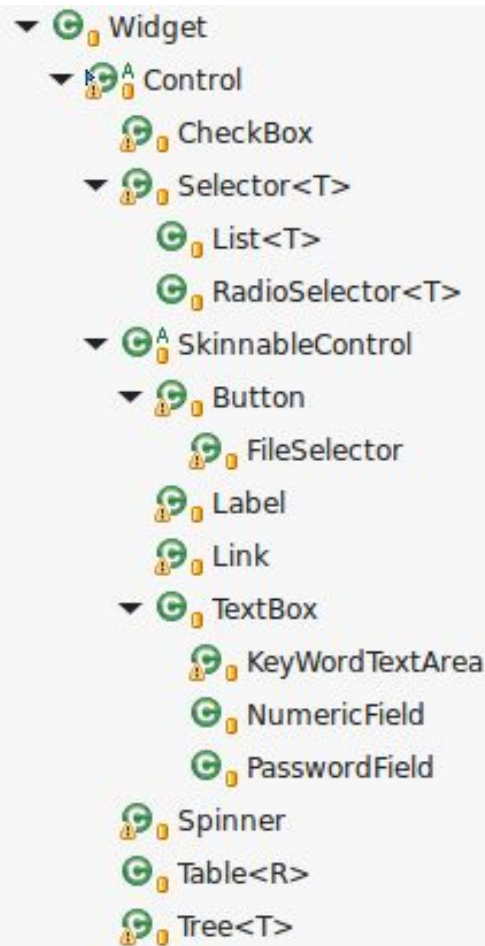 Widget
Control
CheckBox
Selector<T>
List<T>
RadioSelector<T>
SkinnableControl
Button
FileSelector
Label
Link
TextBox
KeyWordTextArea
NumericField
PasswordField
Spinner
Table<R>
Tree<T>